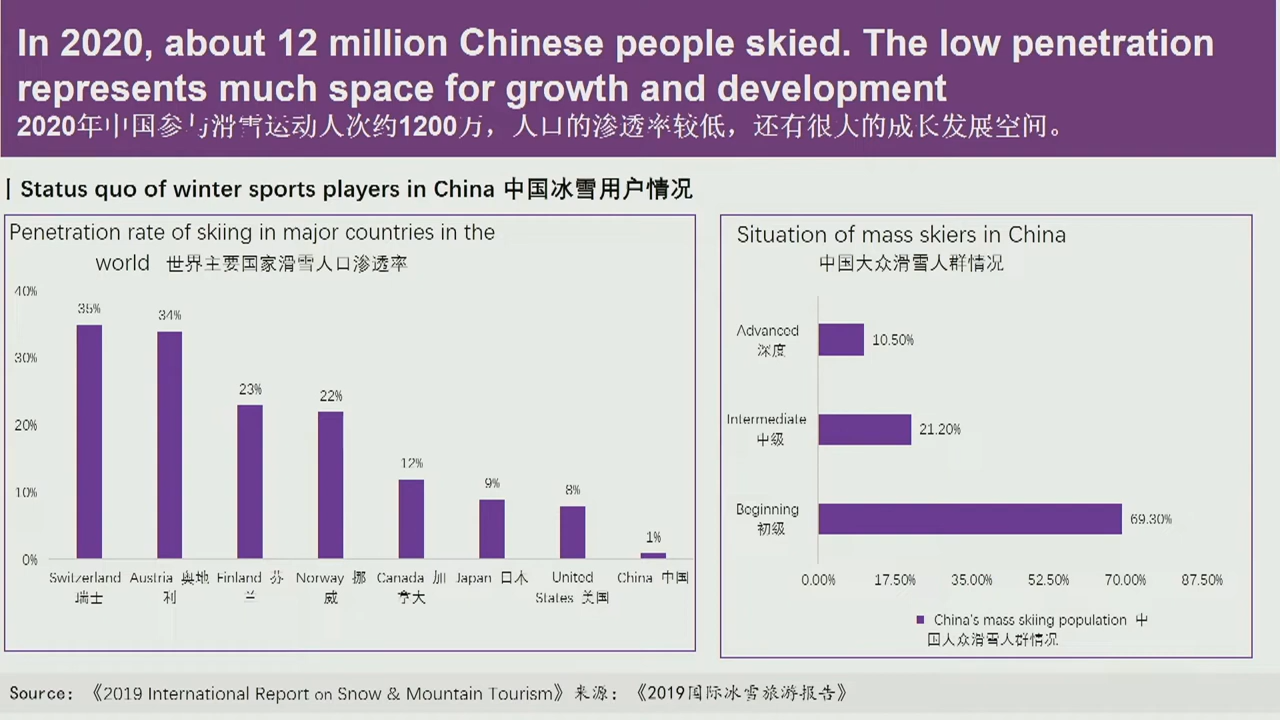 In 2020, about 12 million Chinese people skied. The low penetration
represents much space for growth and development
2020年中国参与滑雪运动人次约1200万，人口的渗透率较低，还有很大的成长发展空间。
| Status quo of winter sports players in China 中国冰雪用户情况
Penetration rate of skiing in major countries in the
world 世界主要国家滑雪人口渗透率
40%
30%
20%
10%
0%
35%
34%
23%
22%
12%
9%
8%
1%
Switzerland
瑞士
Austria 奥地
利
Finland 芬
兰
Norway 挪
威
Canada 加
拿大
Japan 日本
United
States 美国
China 中国
Situation of mass skiers in China
中国大众滑雪人群情况
Advanced
深度
10.50%
Intermediate
中级
21.20%
Beginning
初级
69.30%
0.00% 17.50% 35.00% 52.50% 70.00% 87.50%
China's mass skiing population 中
国大众滑雪人群情况
Source: 《2019 International Report on Snow & Mountain Tourism》来源：《2019国际冰雪旅游报告》